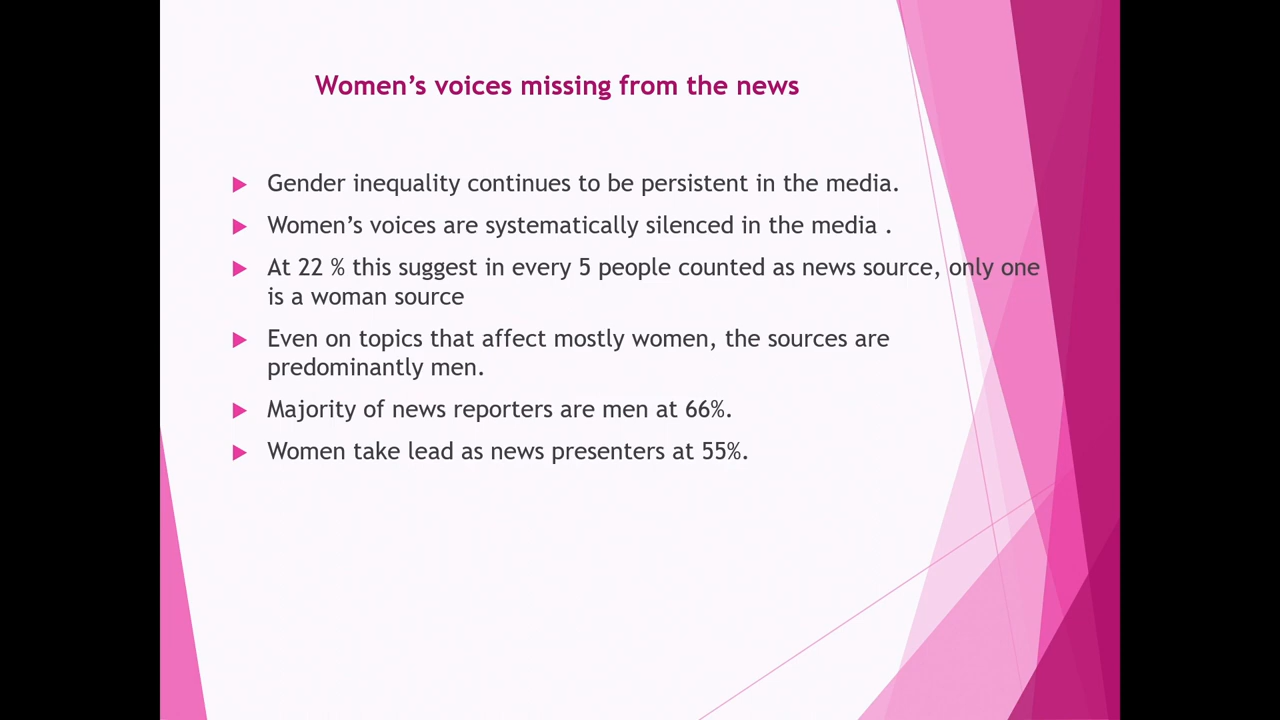 Women’s voices missing from the news
Gender inequality continues to be persistent in the media.
Women’s voices are systematically silenced in the media .
At 22 % this suggest in every 5 people counted as news source, only one
is a woman source
Even on topics that affect mostly women, the sources are
predominantly men.
Majority of news reporters are men at 66%.
Women take lead as news presenters at 55%.